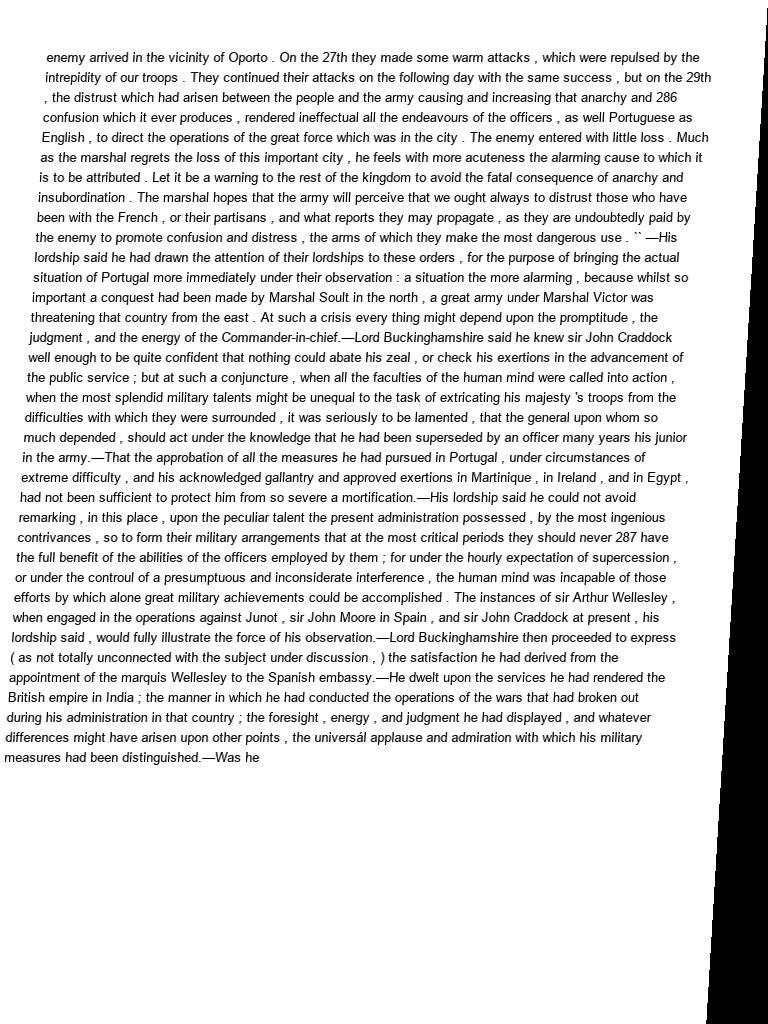 enemy arrived in the vicinity of Oporto . On the 27th they made some warm attacks , which were repulsed by the
intrepidity of our troops . They continued their attacks on the following day with the same success , but on the 29th
, the distrust which had arisen between the people and the army causing and increasing that anarchy and 286
confusion which it ever produces , rendered ineffectual all the endeavours of the officers , as well Portuguese as
English , to direct the operations of the great force which was in the city . The enemy entered with little loss . Much
as the marshal regrets the loss of this important city , he feels with more acuteness the alarming cause to which it
is to be attributed . Let it be a warning to the rest of the kingdom to avoid the fatal consequence of anarchy and
insubordination . The marshal hopes that the army will perceive that we ought always to distrust those who have
been with the French , or their partisans , and what reports they may propagate , as they are undoubtedly paid by
the enemy to promote confusion and distress , the arms of which they make the most dangerous use . `` —His
lordship said he had drawn the attention of their lordships to these orders , for the purpose of bringing the actual
situation of Portugal more immediately under their observation : a situation the more alarming , because whilst so
important a conquest had been made by Marshal Soult in the north , a great army under Marshal Victor was
threatening that country from the east . At such a crisis every thing might depend upon the promptitude , the
judgment , and the energy of the Commander-in-chief.—Lord Buckinghamshire said he knew sir John Craddock
well enough to be quite confident that nothing could abate his zeal , or check his exertions in the advancement of
the public service ; but at such a conjuncture , when all the faculties of the human mind were called into action ,
when the most splendid military talents might be unequal to the task of extricating his majesty 's troops from the
difficulties with which they were surrounded , it was seriously to be lamented , that the general upon whom so
much depended , should act under the knowledge that he had been superseded by an officer many years his junior
in the army.—That the approbation of all the measures he had pursued in Portugal , under circumstances of
extreme difficulty , and his acknowledged gallantry and approved exertions in Martinique , in Ireland , and in Egypt ,
had not been sufficient to protect him from so severe a mortification.—His lordship said he could not avoid
remarking , in this place , upon the peculiar talent the present administration possessed , by the most ingenious
contrivances , so to form their military arrangements that at the most critical periods they should never 287 have
the full benefit of the abilities of the officers employed by them ; for under the hourly expectation of supercession ,
or under the controul of a presumptuous and inconsiderate interference , the human mind was incapable of those
efforts by which alone great military achievements could be accomplished . The instances of sir Arthur Wellesley ,
when engaged in the operations against Junot , sir John Moore in Spain , and sir John Craddock at present , his
lordship said , would fully illustrate the force of his observation.—Lord Buckinghamshire then proceeded to express
( as not totally unconnected with the subject under discussion , ) the satisfaction he had derived from the
appointment of the marquis Wellesley to the Spanish embassy.—He dwelt upon the services he had rendered the
British empire in India ; the manner in which he had conducted the operations of the wars that had broken out
during his administration in that country ; the foresight , energy , and judgment he had displayed , and whatever
differences might have arisen upon other points , the universál applause and admiration with which his military
measures had been distinguished.—Was he